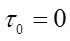 τ₀ = 0